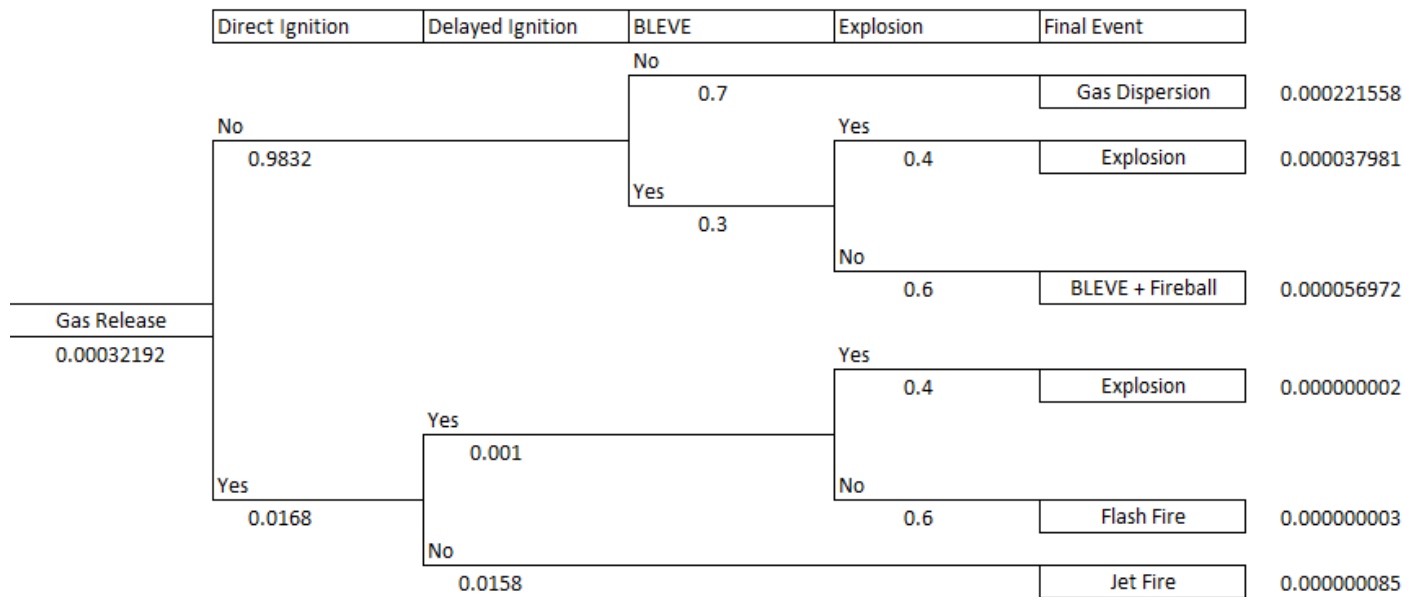 Direct Ignition Delayed Ignition BLEVE Explosion Final Event
No
0.7 Gas Dispersion 0.000221558
No Yes
0.9832 0.4 Explosion 0.000037981
Yes
0.3
No
0.6 BLEVE + Fireball 0.000056972
Gas Release
0.00032192 Yes
0.4 Explosion 0.000000002
Yes
0.001
Yes No
0.0168 0.6 Flash Fire 0.000000003
No
0.0158 Jet Fire 0.000000085